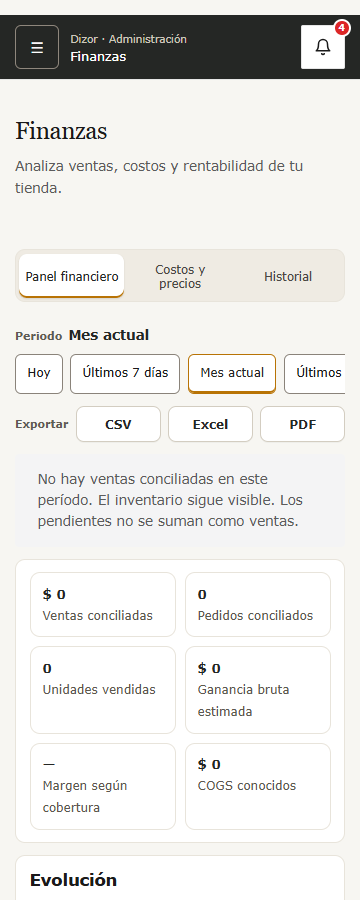 ☰
Dizor · Administración
Finanzas
4
Finanzas
Analiza ventas, costos y rentabilidad de tu
tienda.
Panel financiero
Costos y
precios
Historial
Periodo Mes actual
Hoy
Últimos 7 días
Mes actual
Últimos
Exportar
CSV
Excel
PDF
No hay ventas conciliadas en este
período. El inventario sigue visible. Los
pendientes no se suman como ventas.
$ 0
Ventas conciliadas
0
Pedidos conciliados
0
Unidades vendidas
$ 0
Ganancia bruta
estimada
—
Margen según
cobertura
$ 0
COGS conocidos
Evolución